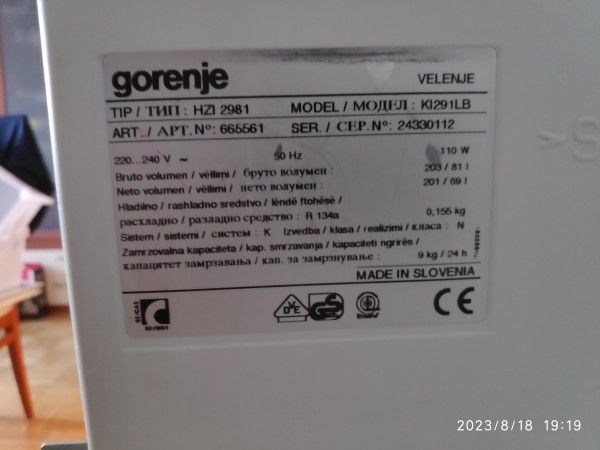 gorenje VELENJE
TIP / ТИП : HZI 2981 MODEL / МОДЕЛ : KI291LB
ART. / АРТ.Nº: 665561 SER. / СЕР.Nº: 24330112
220...240 V ~ 50 Hz 110 W
Bruto volumen / vëllimi / бруто волумен : 203 / 81 l
Neto volumen / vëllimi / нето волумен : 201 / 69 l
Hladilno / rashladno sredstvo / lëndë ftohësë /
расхладно / разладно средство : R 134a 0,155 kg
Sistem / sistemi / систем : K Izvedba / klasa / realizimi / класа : N
Zamrzovalna kapaciteta / kap. smrzavanja / kapaciteti ngrirës /
капацитет замрзавања / кап. за замрзнување : 9 kg / 24 h
MADE IN SLOVENIA
CE
2023/8/18 19:19